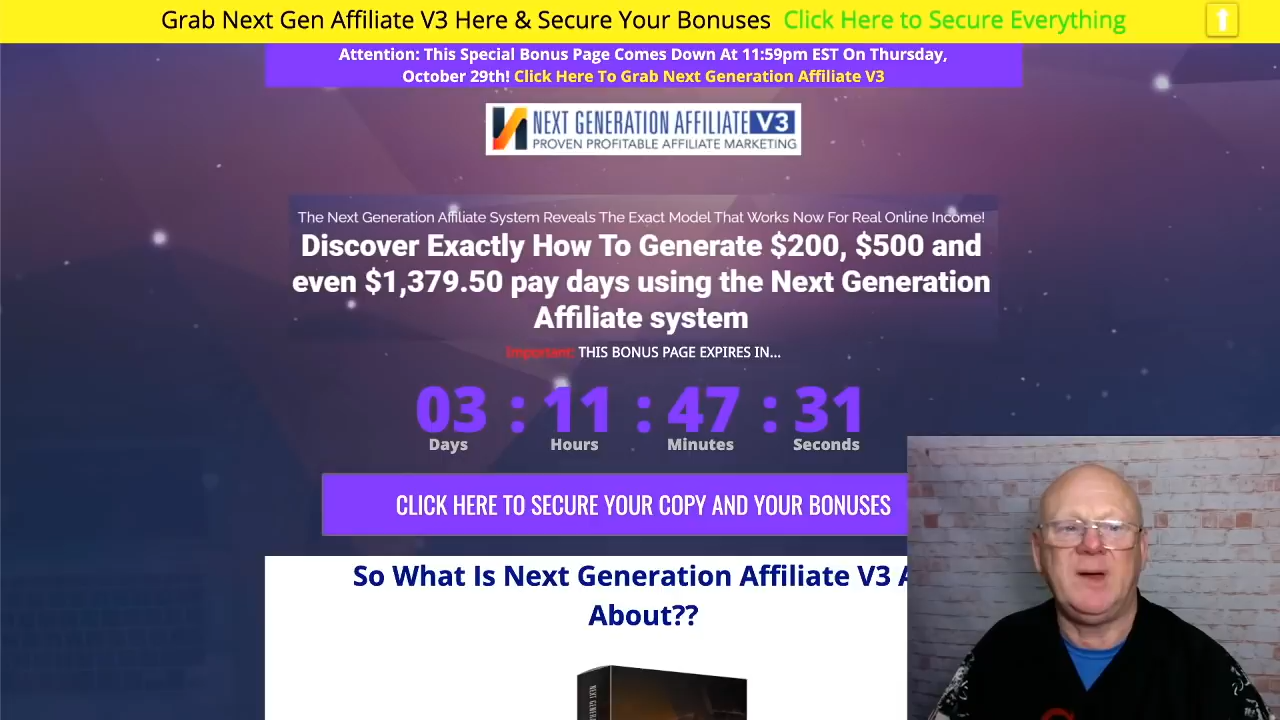 Grab Next Gen Affiliate V3 Here & Secure Your Bonuses Click Here to Secure Everything
Attention: This Special Bonus Page Comes Down At 11:59pm EST On Thursday,
October 29th! Click Here To Grab Next Generation Affiliate V3
NEXT GENERATION AFFILIATE V3
PROVEN PROFITABLE AFFILIATE MARKETING
The Next Generation Affiliate System Reveals The Exact Model That Works Now For Real Online Income!
Discover Exactly How To Generate $200, $500 and
even $1,379.50 pay days using the Next Generation
Affiliate system
Important: THIS BONUS PAGE EXPIRES IN...
03 : 11 : 47 : 31
Days Hours Minutes Seconds
CLICK HERE TO SECURE YOUR COPY AND YOUR BONUSES
So What Is Next Generation Affiliate V3
About??